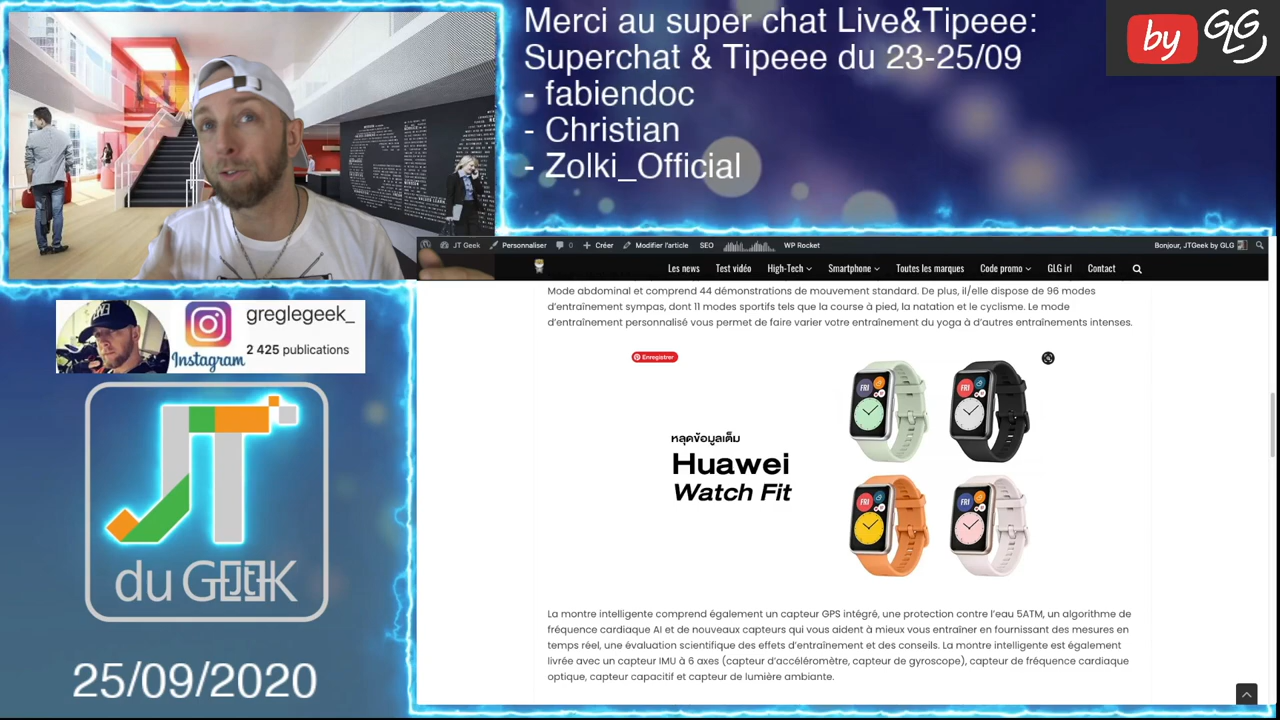 Merci au super chat Live&Tipeee:
Superchat & Tipeee du 23-25/09
- fabiendoc
- Christian
- Zolki_Official
by GLG
greglegeek_
Instagram
2 425 publications
JT
du GEEK
25/09/2020
JT Geek
Personnaliser
0
Créer
Modifier l'article
SEO
WP Rocket
Bonjour, JTGeek by GLG
Les news
Test vidéo
High-Tech
Smartphone
Toutes les marques
Code promo
GLG irl
Contact
Mode abdominal et comprend 44 démonstrations de mouvement standard. De plus, il/elle dispose de 96 modes
d'entraînement sympas, dont 11 modes sportifs tels que la course à pied, la natation et le cyclisme. Le mode
d'entraînement personnalisé vous permet de faire varier votre entraînement du yoga à d'autres entraînements intenses.
Enregistrer
หลุดข้อมูลเต็ม
Huawei
Watch Fit
FRI
FRI
FRI
FRI
La montre intelligente comprend également un capteur GPS intégré, une protection contre l'eau 5ATM, un algorithme de
fréquence cardiaque AI et de nouveaux capteurs qui vous aident à mieux vous entraîner en fournissant des mesures en
temps réel, une évaluation scientifique des effets d'entraînement et des conseils. La montre intelligente est également
livrée avec un capteur IMU à 6 axes (capteur d'accéléromètre, capteur de gyroscope), capteur de fréquence cardiaque
optique, capteur capacitif et capteur de lumière ambiante.